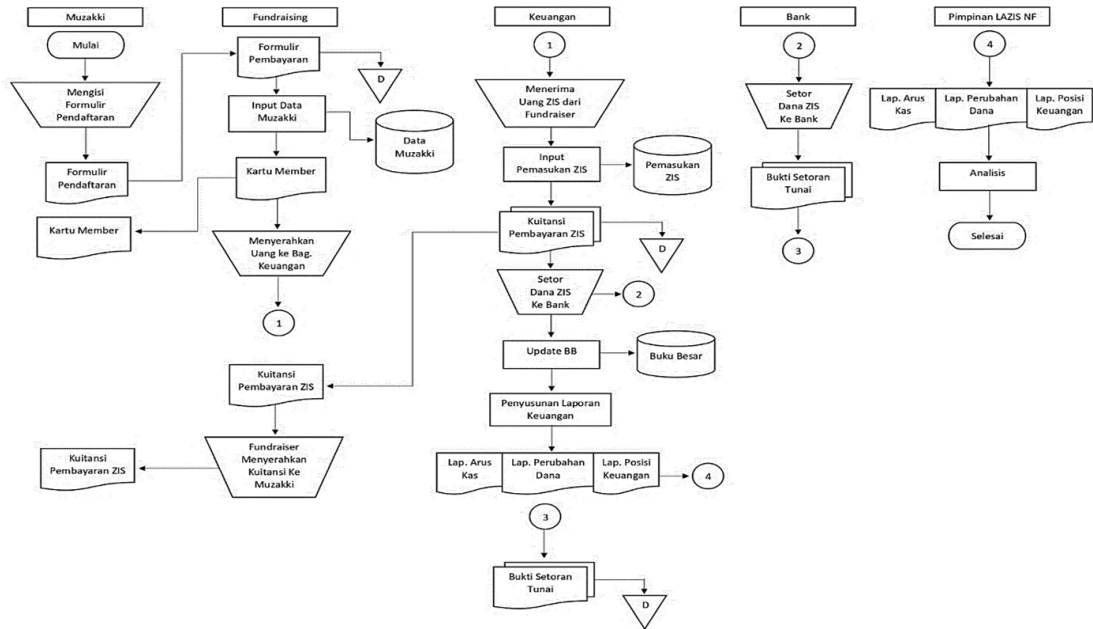 Muzakki
Mulai
Mengisi
Formulir
Pendaftaran
Formulir
Pendaftaran
Kartu Member
Kuitansi
Pembayaran ZIS
Fundraising
Formulir
Pembayaran
D
Input Data
Muzakki
Data
Muzakki
Kartu Member
Menyerahkan
Uang ke Bag.
Keuangan
1
Kuitansi
Pembayaran ZIS
Fundraiser
Menyerahkan
Kuitansi Ke
Muzakki
Keuangan
1
Menerima
Uang ZIS dari
Fundraiser
Input
Pemasukan ZIS
Pemasukan
ZIS
Kuitansi
Pembayaran ZIS
D
Setor
Dana ZIS
Ke Bank
2
Update BB
Buku Besar
Penyusunan Laporan
Keuangan
Lap. Arus
Kas
Lap. Perubahan
Dana
Lap. Posisi
Keuangan
4
3
Bukti Setoran
Tunai
D
Bank
2
Setor
Dana ZIS
Ke Bank
Bukti Setoran
Tunai
3
Pimpinan LAZIS NF
4
Lap. Arus
Kas
Lap. Perubahan
Dana
Lap. Posisi
Keuangan
Analisis
Selesai